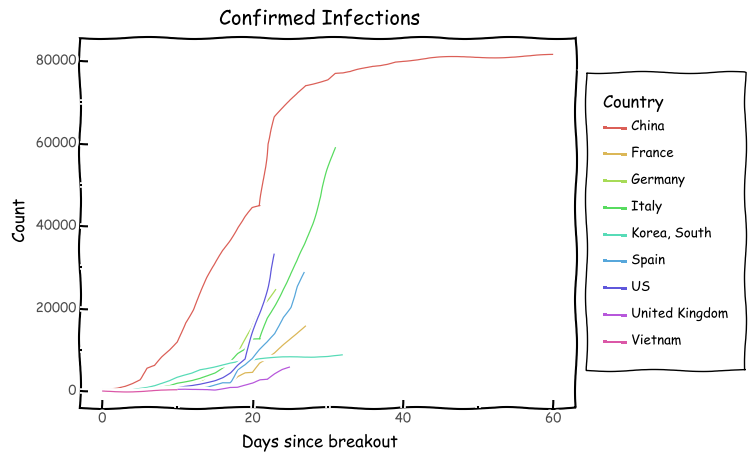 Confirmed Infections
80000
60000
40000
20000
0
Count
0 20 40 60
Days since breakout
Country
China
France
Germany
Italy
Korea, South
Spain
US
United Kingdom
Vietnam